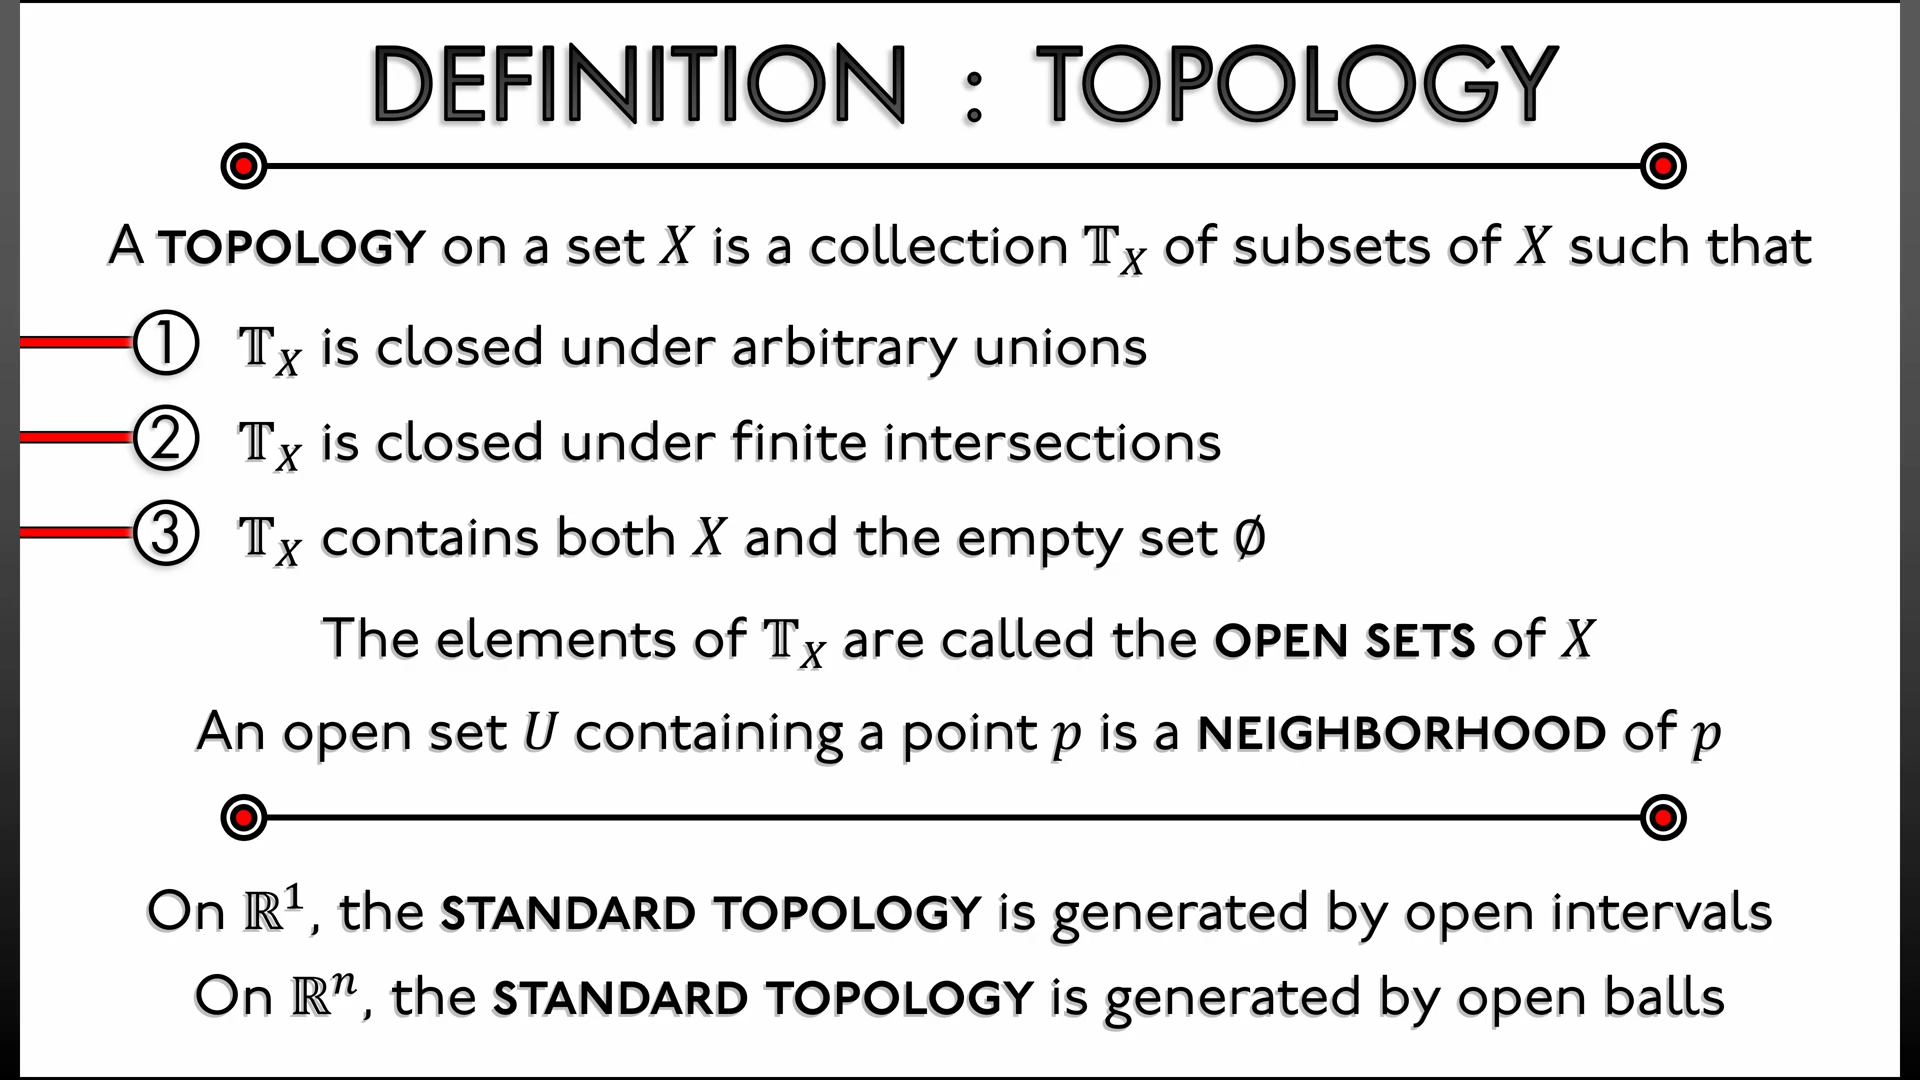 DEFINITION : TOPOLOGY
A TOPOLOGY on a set X is a collection 𝕋_X of subsets of X such that
① 𝕋_X is closed under arbitrary unions
② 𝕋_X is closed under finite intersections
③ 𝕋_X contains both X and the empty set ∅
The elements of 𝕋_X are called the OPEN SETS of X
An open set U containing a point p is a NEIGHBORHOOD of p
On ℝ¹, the STANDARD TOPOLOGY is generated by open intervals
On ℝⁿ, the STANDARD TOPOLOGY is generated by open balls